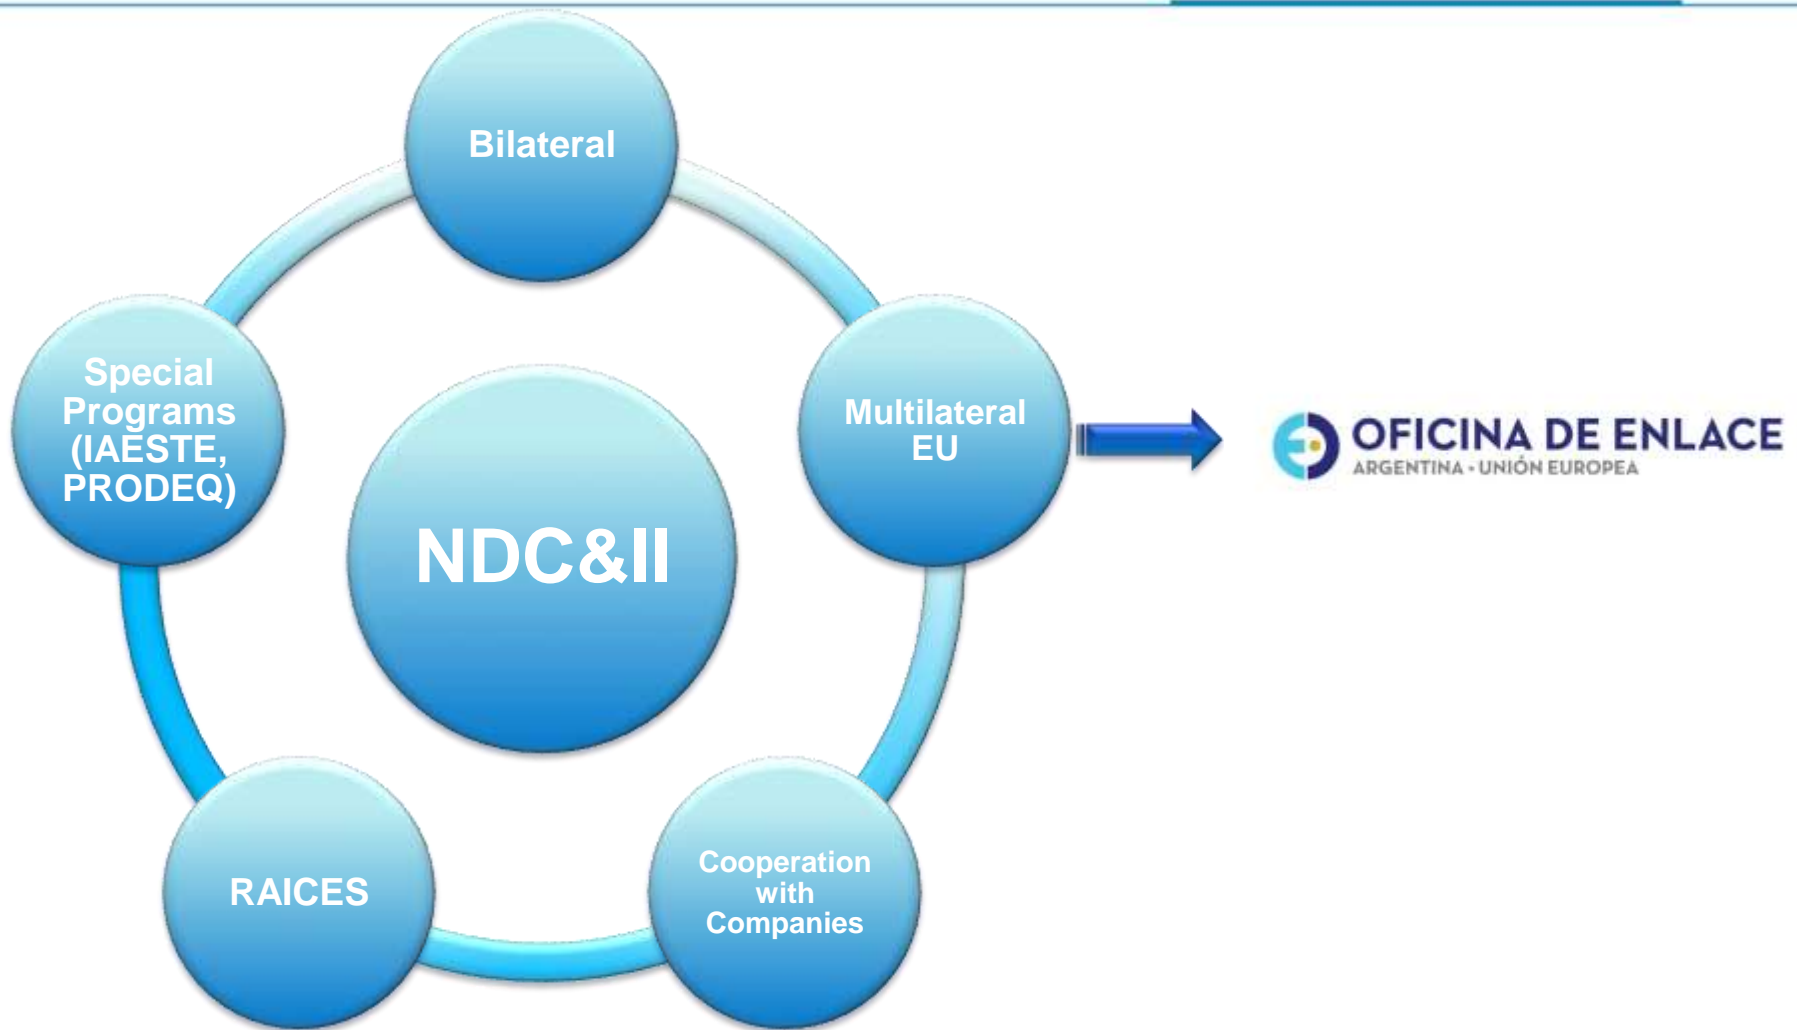 Bilateral
Special
Programs
(IAESTE,
PRODEQ)
Multilateral
EU
OFICINA DE ENLACE
ARGENTINA - UNIÓN EUROPEA
NDC&II
RAICES
Cooperation
with
Companies